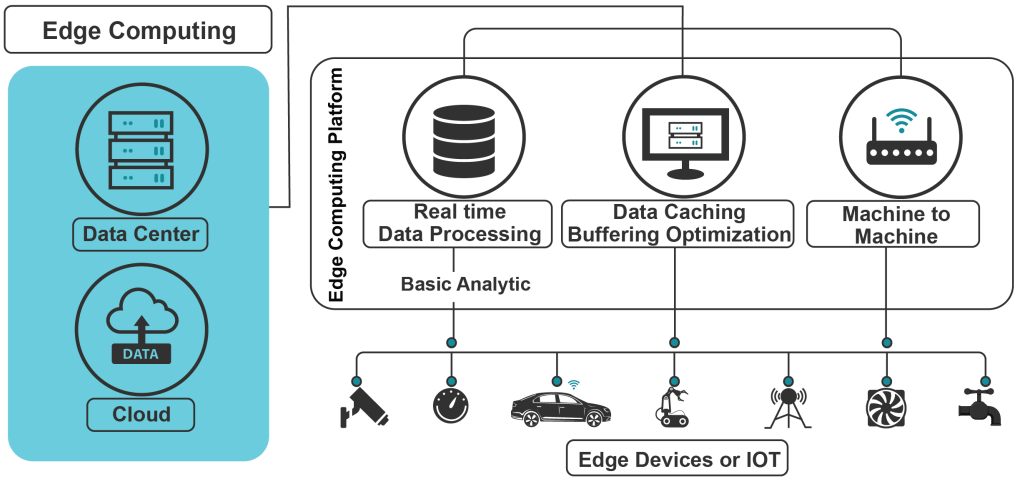 Edge Computing
Data Center
DATA
Cloud
Edge Computing Platform
Real time
Data Processing
Data Caching
Buffering Optimization
Machine to
Machine
Basic Analytic
Edge Devices or IOT